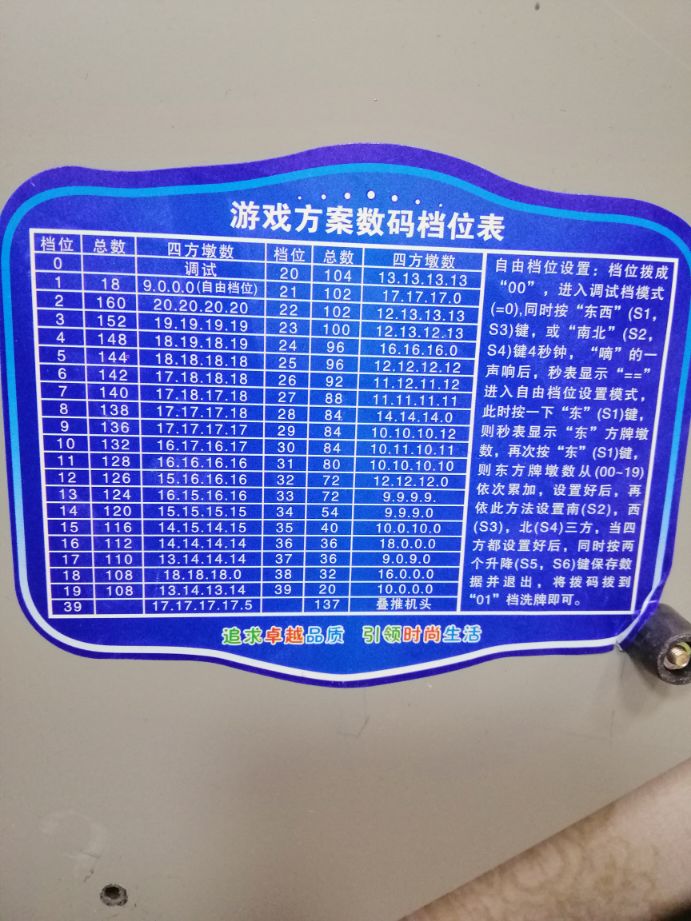 游戏方案数码档位表
档位 总数 四方墩数 档位 总数 四方墩数
0 调试 20 104 13.13.13.13
1 18 9.0.0.0(自由档位) 21 102 17.17.17.0
2 160 20.20.20.20 22 102 12.13.13.13
3 152 19.19.19.19 23 100 12.13.12.13
4 148 18.19.18.19 24 96 16.16.16.0
5 144 18.18.18.18 25 96 12.12.12.12
6 142 17.18.18.18 26 92 11.12.11.12
7 140 17.18.17.18 27 88 11.11.11.11
8 138 17.17.17.18 28 84 14.14.14.0
9 136 17.17.17.17 29 84 10.10.10.12
10 132 16.17.16.17 30 84 10.11.10.11
11 128 16.16.16.16 31 80 10.10.10.10
12 126 15.16.16.16 32 72 12.12.12.0
13 124 16.15.16.15 33 72 9.9.9.9.
14 120 15.15.15.15 34 54 9.9.9.0
15 116 14.15.14.15 35 40 10.0.10.0
16 112 14.14.14.14 36 36 18.0.0.0
17 110 13.14.14.14 37 36 9.0.9.0
18 108 18.18.18.0 38 32 16.0.0.0
19 108 13.14.13.14 39 20 10.0.0.0
39 17.17.17.17.5 137 叠推机头
自由档位设置：档位拨成
“00”，进入调试档模式
(=0),同时按“东西”(S1,
S3)键，或“南北”(S2,
S4)键4秒钟，“嘀”的一
声响后，秒表显示“==”
进入自由档位设置模式，
此时按一下“东”(S1)键，
则秒表显示“东”方牌墩
数，再次按“东”(S1)键，
则东方牌墩数从(00~19)
依次累加，设置好后，再
依此方法设置南(S2)，西
(S3)，北(S4)三方，当四
方都设置好后，同时按两
个升降(S5，S6)键保存数
据并退出，将拨码拨到
“01”档洗牌即可。
追求卓越品质 引领时尚生活